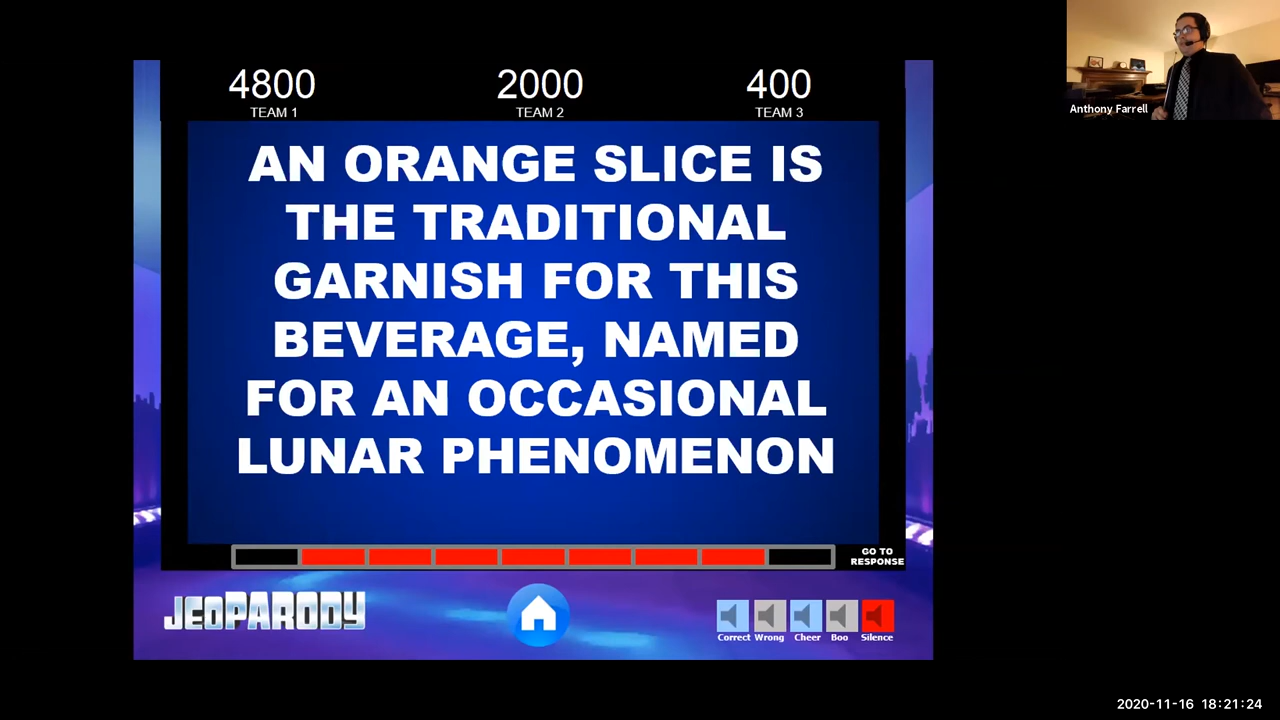 4800 2000 400
TEAM 1 TEAM 2 TEAM 3
Anthony Farrell
AN ORANGE SLICE IS
THE TRADITIONAL
GARNISH FOR THIS
BEVERAGE, NAMED
FOR AN OCCASIONAL
LUNAR PHENOMENON
GO TO
RESPONSE
JEOPARODY
Correct Wrong Cheer Boo Silence
2020-11-16 18:21:24